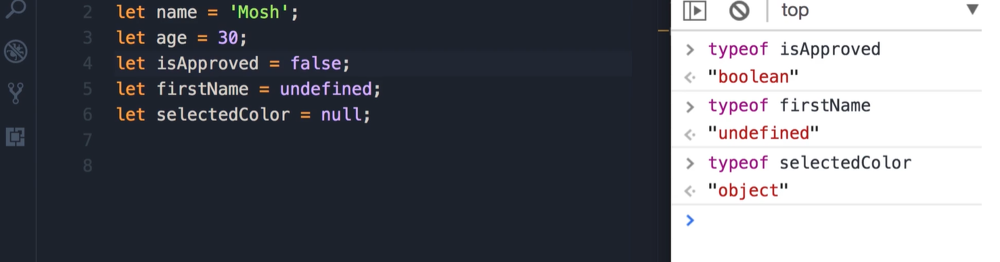 2 let name = 'Mosh';
3 let age = 30;
4 let isApproved = false;
5 let firstName = undefined;
6 let selectedColor = null;
7
8
top
> typeof isApproved
"boolean"
> typeof firstName
"undefined"
> typeof selectedColor
"object"
>